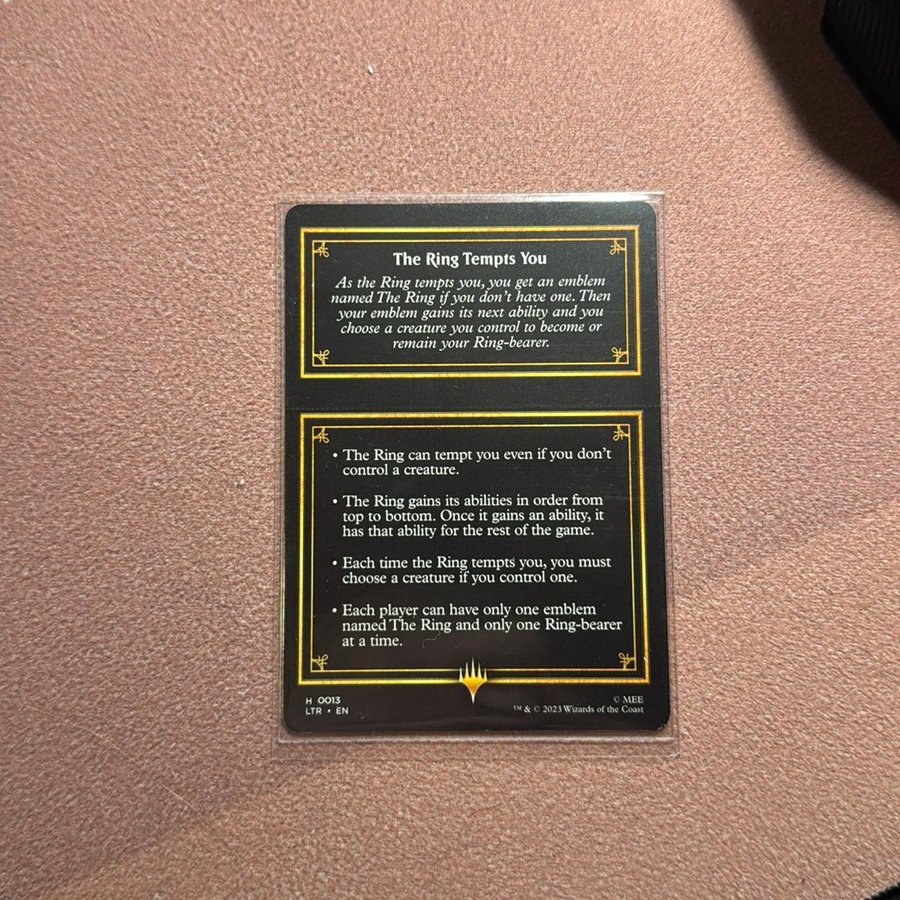 The Ring Tempts You
As the Ring tempts you, you get an emblem
named The Ring if you don't have one. Then
your emblem gains its next ability and you
choose a creature you control to become or
remain your Ring-bearer.
• The Ring can tempt you even if you don't
control a creature.
• The Ring gains its abilities in order from
top to bottom. Once it gains an ability, it
has that ability for the rest of the game.
• Each time the Ring tempts you, you must
choose a creature if you control one.
• Each player can have only one emblem
named The Ring and only one Ring-bearer
at a time.
H 0013
LTR • EN
© MEE
™ & © 2023 Wizards of the Coast